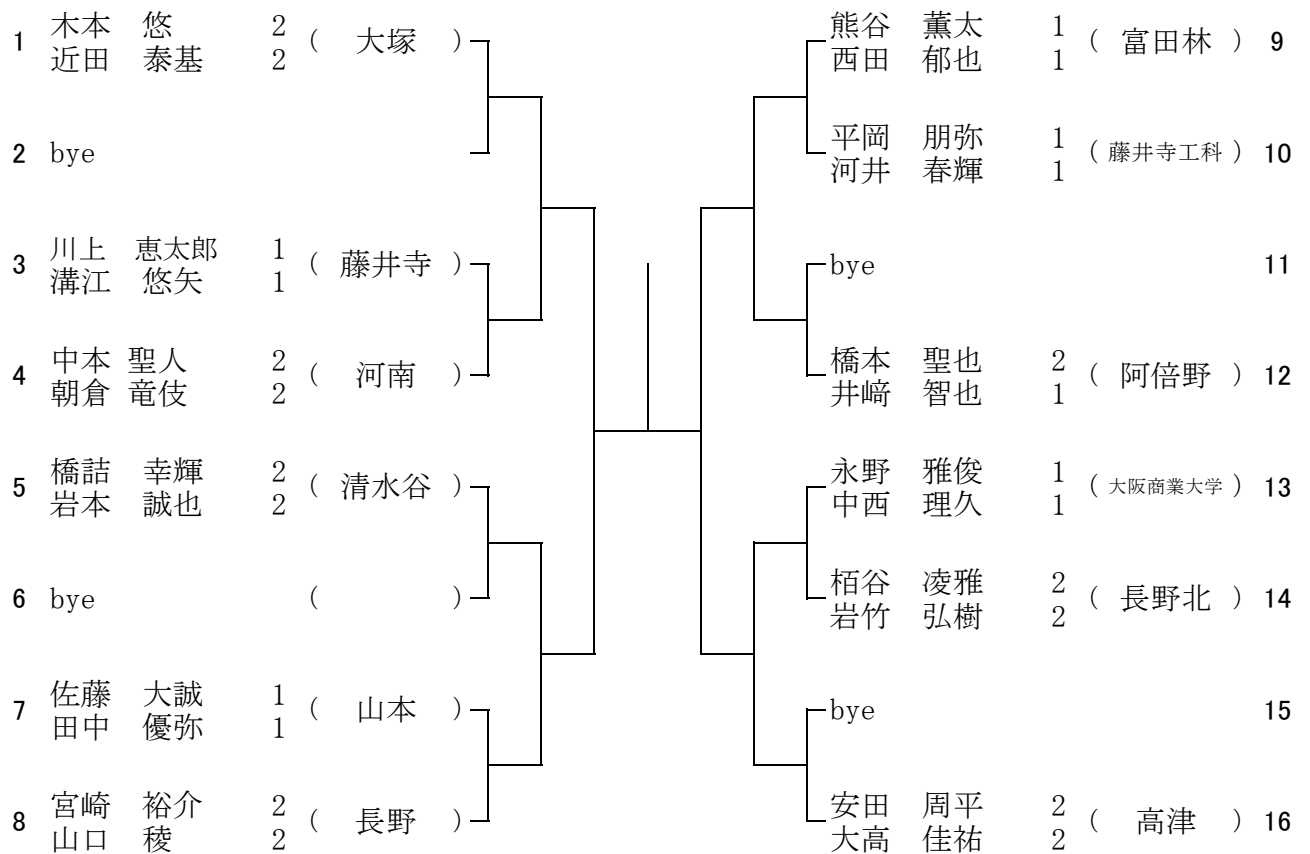 1 木本 悠 2 ( 大塚 )
近田 泰基 2
2 bye
3 川上 恵太郎 1 ( 藤井寺 )
溝江 悠矢 1
4 中本 聖人 2 ( 河南 )
朝倉 竜伎 2
5 橋詰 幸輝 2 ( 清水谷 )
岩本 誠也 2
6 bye ( )
7 佐藤 大誠 1 ( 山本 )
田中 優弥 1
8 宮崎 裕介 2 ( 長野 )
山口 稜 2
熊谷 薫太 1 ( 富田林 ) 9
西田 郁也 1
平岡 朋弥 1 ( 藤井寺工科 ) 10
河井 春輝 1
bye 11
橋本 聖也 2 ( 阿倍野 ) 12
井﨑 智也 1
永野 雅俊 1 ( 大阪商業大学 ) 13
中西 理久 1
栢谷 凌雅 2 ( 長野北 ) 14
岩竹 弘樹 2
bye 15
安田 周平 2 ( 高津 ) 16
大高 佳祐 2